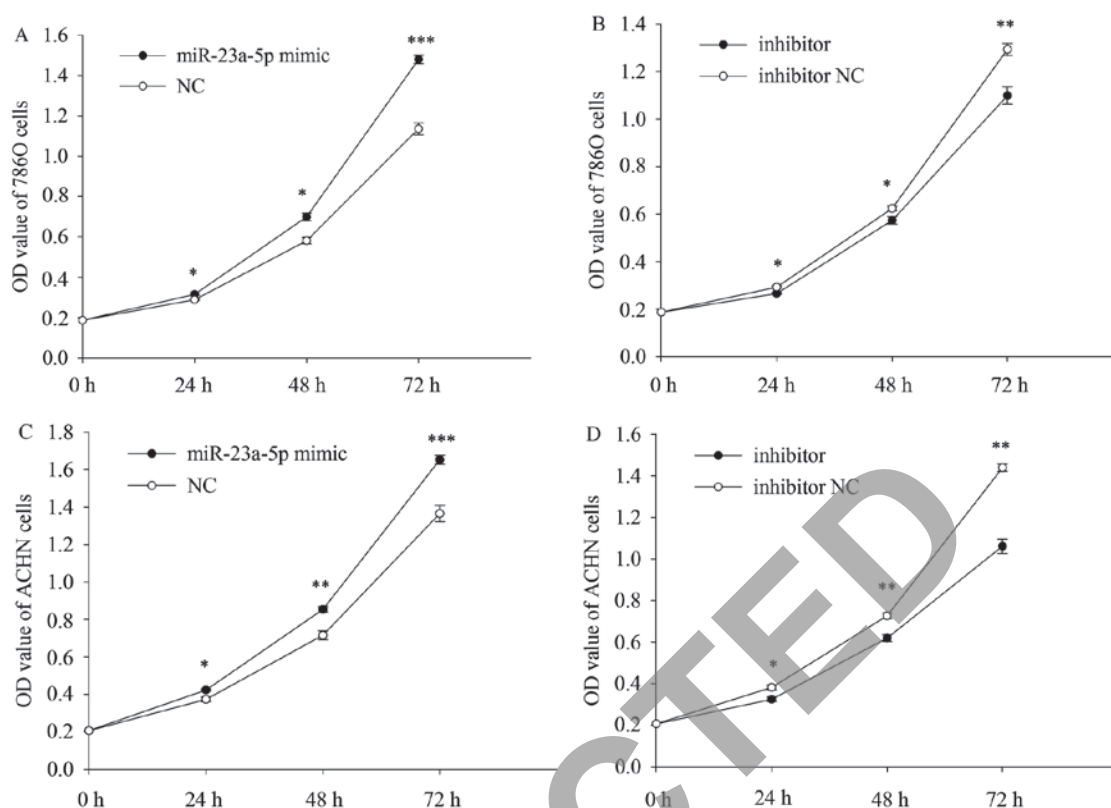 A
miR-23a-5p mimic
NC
OD value of 786O cells
1.6
1.4
1.2
1.0
0.8
0.6
0.4
0.2
0.0
*
*
***
0 h 24 h 48 h 72 h
B
inhibitor
inhibitor NC
OD value of 786O cells
1.4
1.2
1.0
0.8
0.6
0.4
0.2
0.0
*
*
**
0 h 24 h 48 h 72 h
C
miR-23a-5p mimic
NC
OD value of ACHN cells
1.8
1.6
1.4
1.2
1.0
0.8
0.6
0.4
0.2
0.0
*
**
***
0 h 24 h 48 h 72 h
D
inhibitor
inhibitor NC
OD value of ACHN cells
1.6
1.4
1.2
1.0
0.8
0.6
0.4
0.2
0.0
*
**
**
0 h 24 h 48 h 72 h
CTED